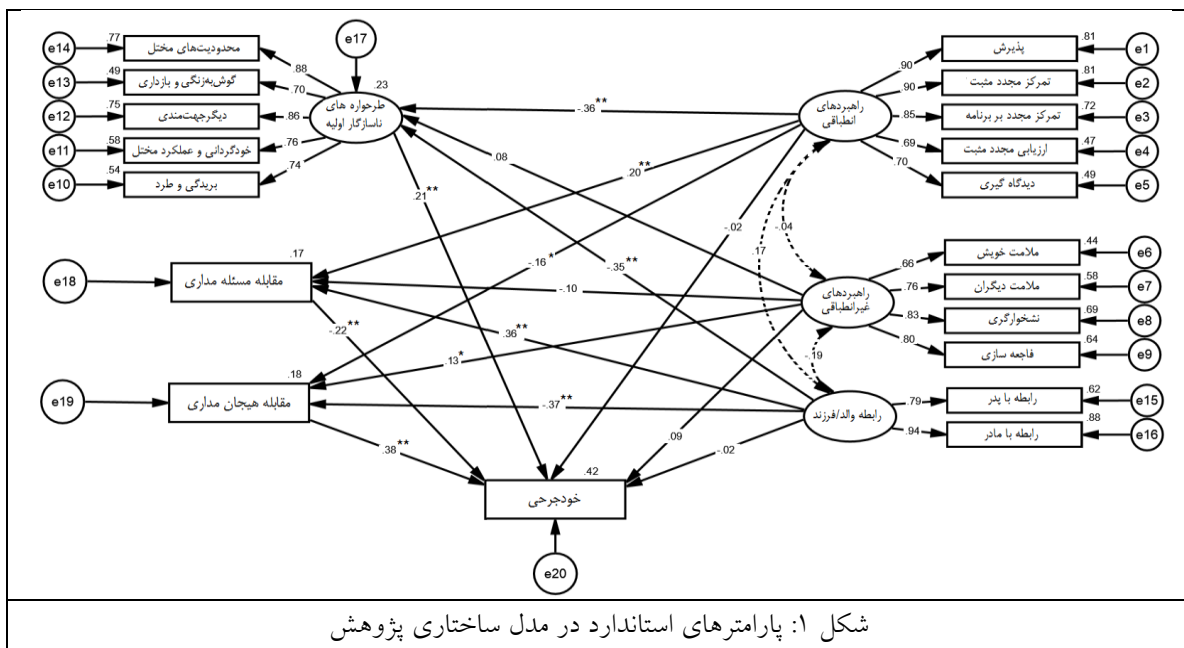 e14
.77
محدودیت‌های مختل
.88
e13
.49
گوش‌به‌زنگی و بازداری
.70
e12
.75
دیگرجهت‌مندی
.86
e11
.58
خودگردانی و عملکرد مختل
.76
e10
.54
بریدگی و طرد
.74
e17
.23
طرحواره های
ناسازگار اولیه
راهبردهای
انطباقی
.90
پذیرش
.81
e1
.90
تمرکز مجدد مثبت
.81
e2
.85
تمرکز مجدد بر برنامه
.72
e3
.69
ارزیابی مجدد مثبت
.47
e4
.70
دیدگاه گیری
.49
e5
-.36**
.08
.20**
.21**
-.02
-.04
.17
-.16*
-.35**
e18
.17
مقابله مسئله مداری
-.10
راهبردهای
غیرانطباقی
.66
ملامت خویش
.44
e6
.76
ملامت دیگران
.58
e7
.83
نشخوارگری
.69
e8
.80
فاجعه سازی
.64
e9
-.22**
.36**
-.19
.13*
e19
.18
مقابله هیجان مداری
-.37**
رابطه والد/فرزند
.79
رابطه با پدر
.62
e15
.94
رابطه با مادر
.88
e16
.38**
.09
-.02
.42
خودجرحی
e20
شکل ۱: پارامترهای استاندارد در مدل ساختاری پژوهش